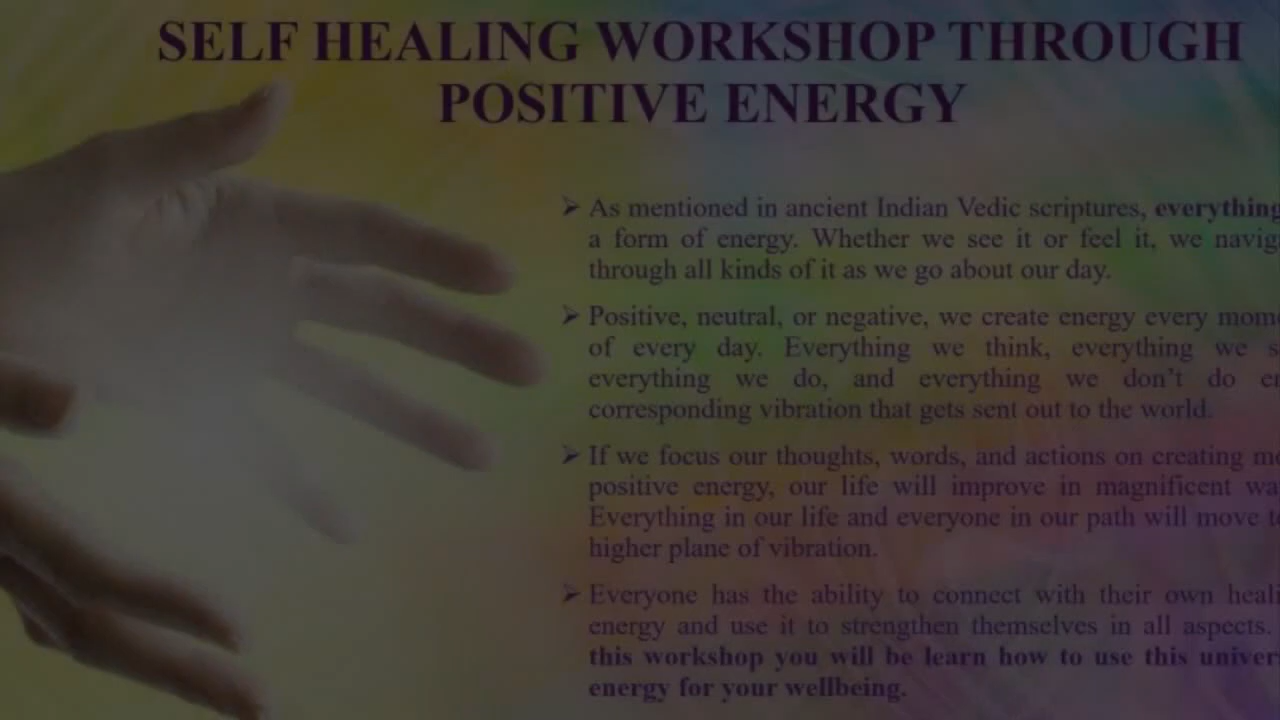 SELF HEALING WORKSHOP THROUGH
POSITIVE ENERGY
➢ As mentioned in ancient Indian Vedic scriptures, everything
a form of energy. Whether we see it or feel it, we
through all kinds of it as we go about our day.
➢ Positive, neutral, or negative, we create energy every
of every day. Everything we think, everything we
everything we do, and everything we don't do
corresponding vibration that gets sent out to the world.
➢ If we focus our thoughts, words, and actions on creating
positive energy, our life will improve in magnificent
Everything in our life and everyone in our path will move
higher plane of vibration.
➢ Everyone has the ability to connect with their own
energy and use it to strengthen themselves in all aspects.
this workshop you will be learn how to use this
energy for your wellbeing.